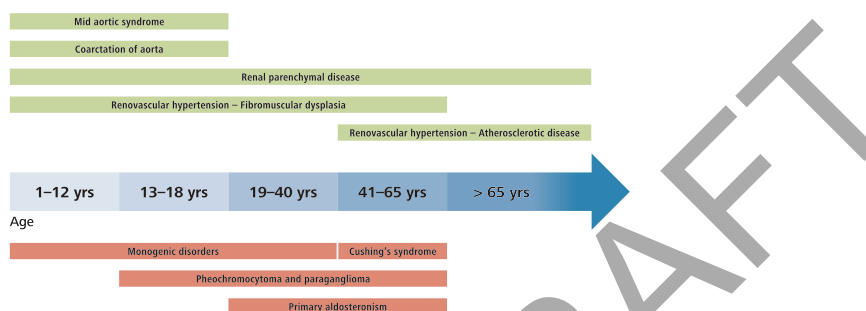 Mid aortic syndrome
Coarctation of aorta
Renal parenchymal disease
Renovascular hypertension – Fibromuscular dysplasia
Renovascular hypertension – Atherosclerotic disease
1–12 yrs 13–18 yrs 19–40 yrs 41–65 yrs > 65 yrs
Age
Monogenic disorders Cushing's syndrome
Pheochromocytoma and paraganglioma
Primary aldosteronism